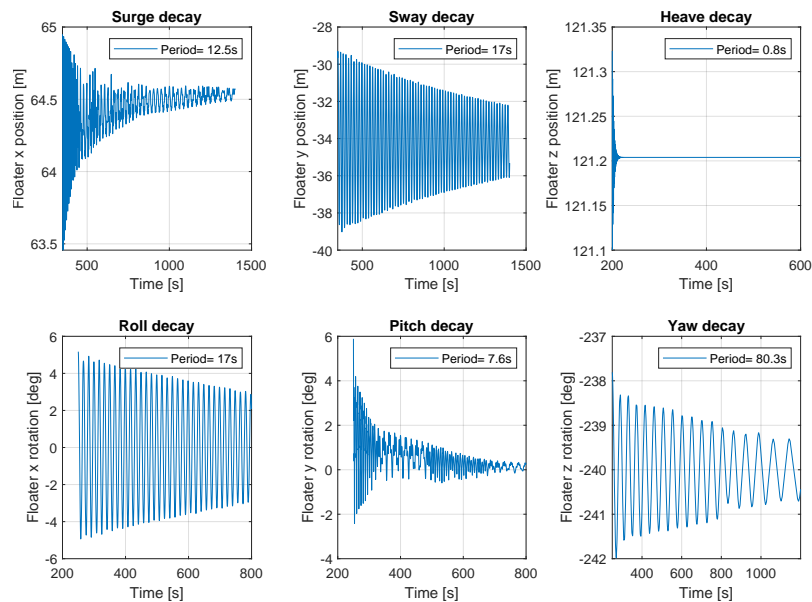 Surge decay
65
64.5
64
63.5
500
1000
1500
Time [s]
Floater x position [m]
Period= 12.5s
Sway decay
-28
-30
-32
-34
-36
-38
-40
500
1000
1500
Time [s]
Floater y position [m]
Period= 17s
Heave decay
121.35
121.3
121.25
121.2
121.15
121.1
200
400
600
Time [s]
Floater z position [m]
Period= 0.8s
Roll decay
6
4
2
0
-2
-4
-6
200
400
600
800
Time [s]
Floater x rotation [deg]
Period= 17s
Pitch decay
6
4
2
0
-2
-4
200
400
600
800
Time [s]
Floater y rotation [deg]
Period= 7.6s
Yaw decay
-237
-238
-239
-240
-241
-242
400
600
800
1000
Time [s]
Floater z rotation [deg]
Period= 80.3s